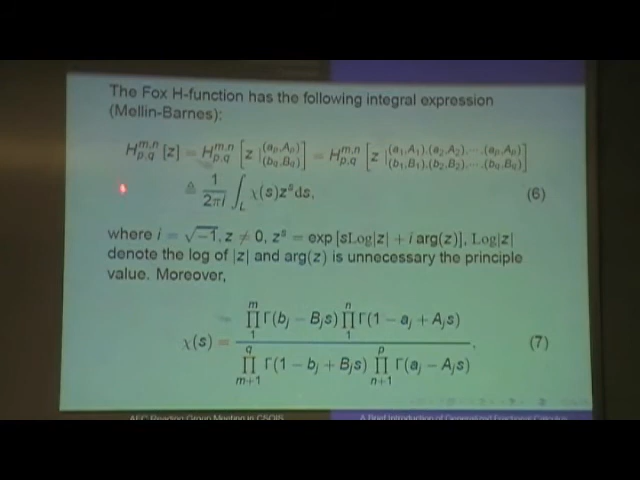 The Fox H-function has the following integral expression
(Mellin-Barnes):
H^{m,n}_{p,q} [z] = H^{m,n}_{p,q} [z |^{(a_p,A_p)}_{(b_q,B_q)}] = H^{m,n}_{p,q} [z |^{(a_1,A_1),(a_2,A_2),...,(a_p,A_p)}_{(b_1,B_1),(b_2,B_2),...,(b_q,B_q)}]
≜ \frac{1}{2πi} ∫_L χ(s)z^s ds, (6)
where i = √−1, z ≠ 0, z^s = exp [sLog|z| + i arg(z)], Log|z|
denote the log of |z| and arg(z) is unnecessary the principle
value. Moreover,
χ(s) = \frac{∏_1^m Γ(b_j − B_j s) ∏_1^n Γ(1 − a_j + A_j s)}{∏_{m+1}^q Γ(1 − b_j + B_j s) ∏_{n+1}^p Γ(a_j − A_j s)}. (7)
AFC Reading Group Meeting in CSOIS A Brief Introduction of Generalized Fractional Calculus